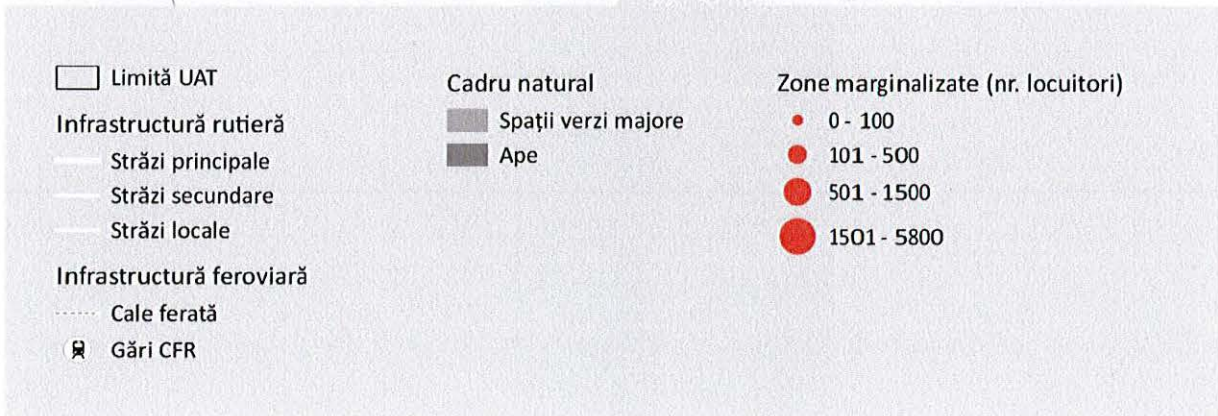 Limită UAT
Infrastructură rutieră
Străzi principale
Străzi secundare
Străzi locale
Infrastructură feroviară
Cale ferată
Gări CFR
Cadru natural
Spații verzi majore
Ape
Zone marginalizate (nr. locuitori)
0 - 100
101 - 500
501 - 1500
1501 - 5800